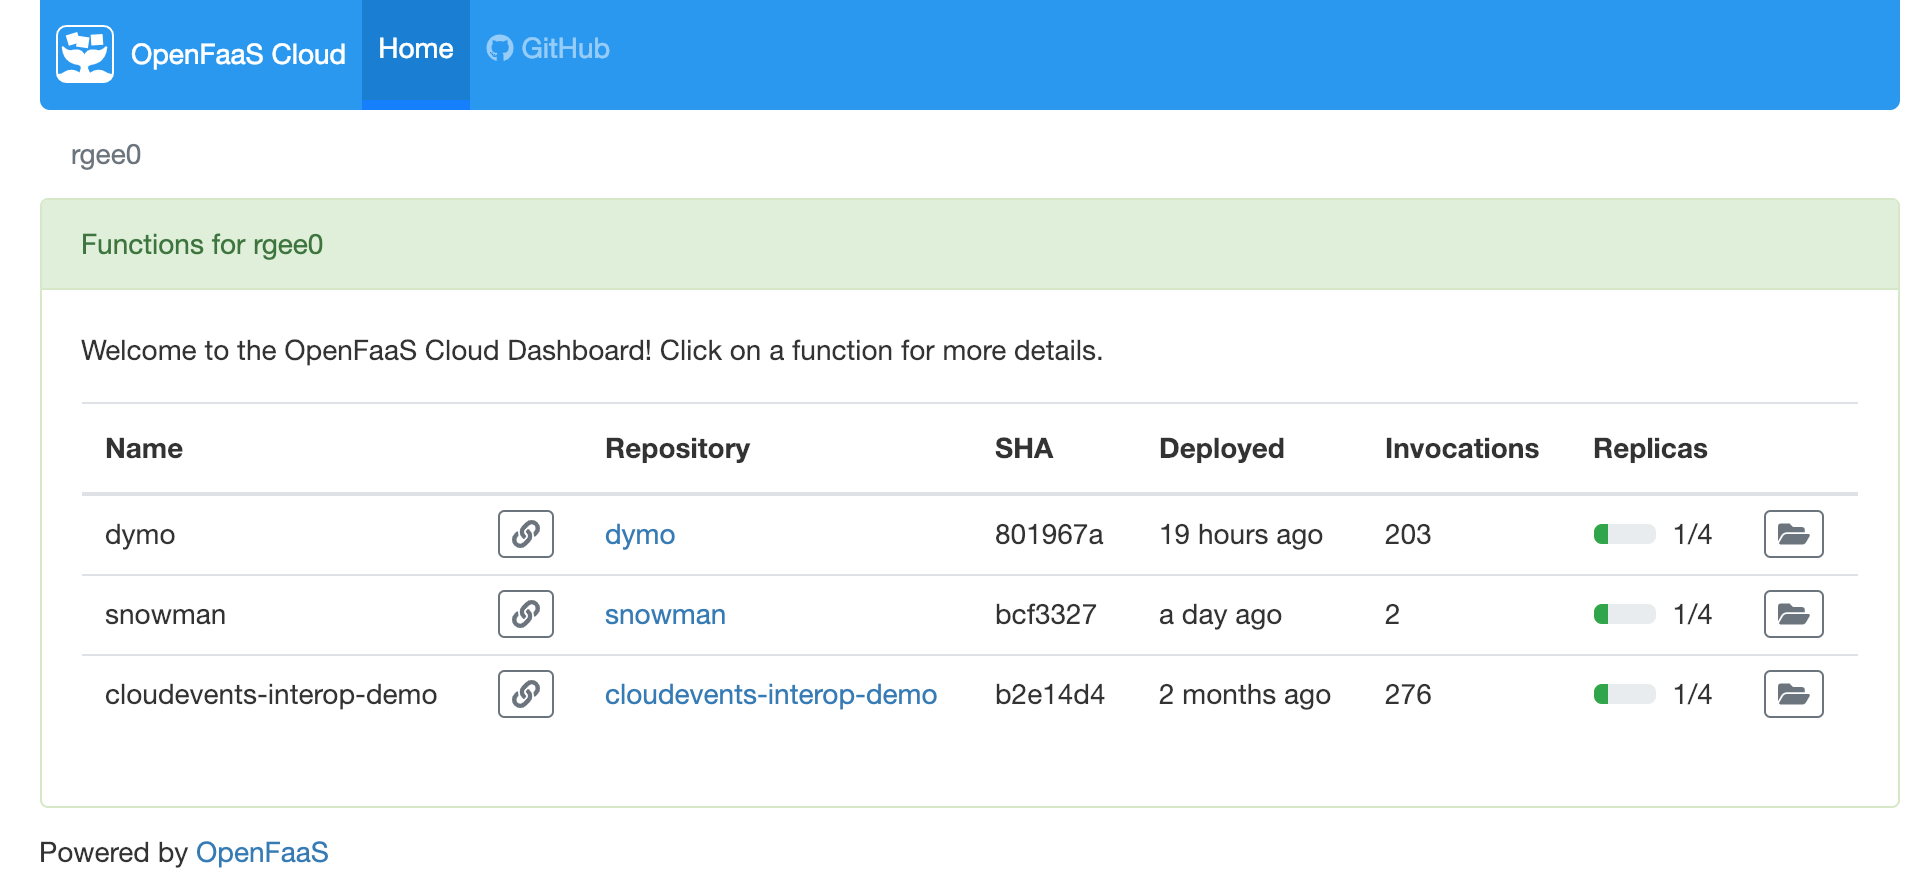 OpenFaaS Cloud Home GitHub
rgee0
Functions for rgee0
Welcome to the OpenFaaS Cloud Dashboard! Click on a function for more details.
Name Repository SHA Deployed Invocations Replicas
dymo dymo 801967a 19 hours ago 203 1/4
snowman snowman bcf3327 a day ago 2 1/4
cloudevents-interop-demo cloudevents-interop-demo b2e14d4 2 months ago 276 1/4
Powered by OpenFaaS